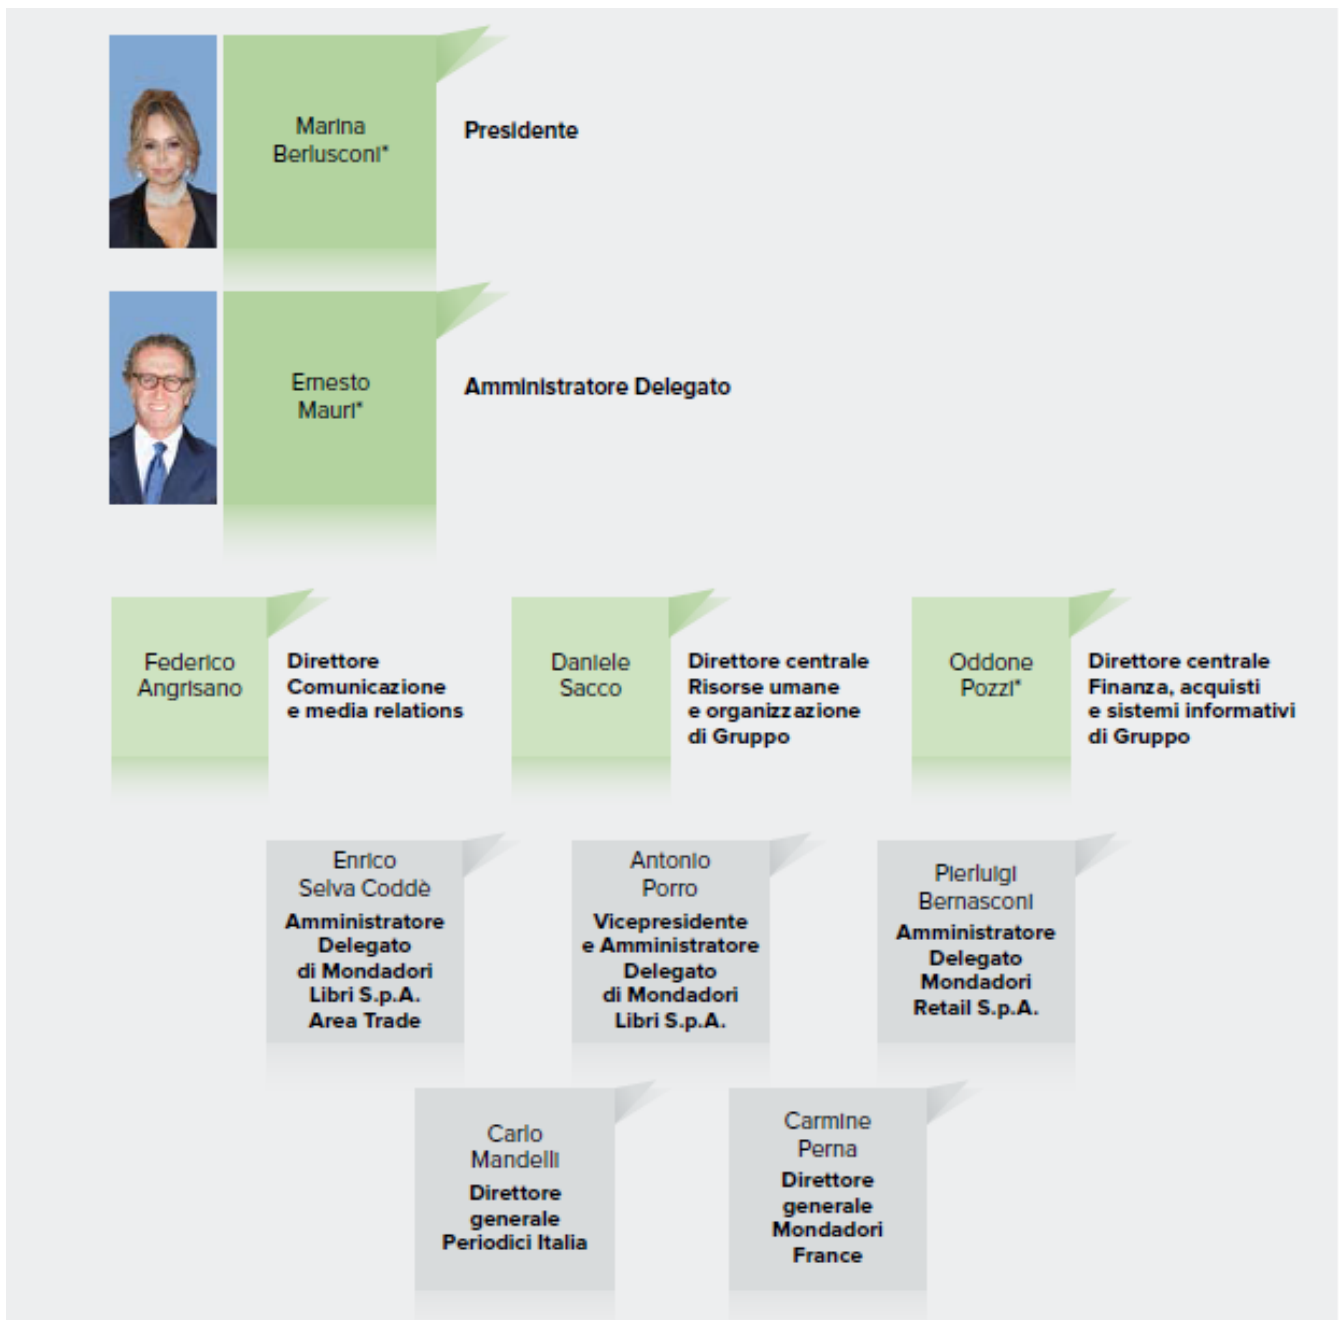 Marina
Berlusconi*
Presidente
Ernesto
Mauri*
Amministratore Delegato
Federico
Angrisano
Direttore
Comunicazione
e media relations
Daniele
Sacco
Direttore centrale
Risorse umane
e organizzazione
di Gruppo
Oddone
Pozzi*
Direttore centrale
Finanza, acquisti
e sistemi informativi
di Gruppo
Enrico
Selva Coddè
Amministratore
Delegato
di Mondadori
Libri S.p.A.
Area Trade
Antonio
Porro
Vicepresidente
e Amministratore
Delegato
di Mondadori
Libri S.p.A.
Pierluigi
Bernasconi
Amministratore
Delegato
Mondadori
Retail S.p.A.
Carlo
Mandelli
Direttore
generale
Periodici Italia
Carmine
Perna
Direttore
generale
Mondadori
France